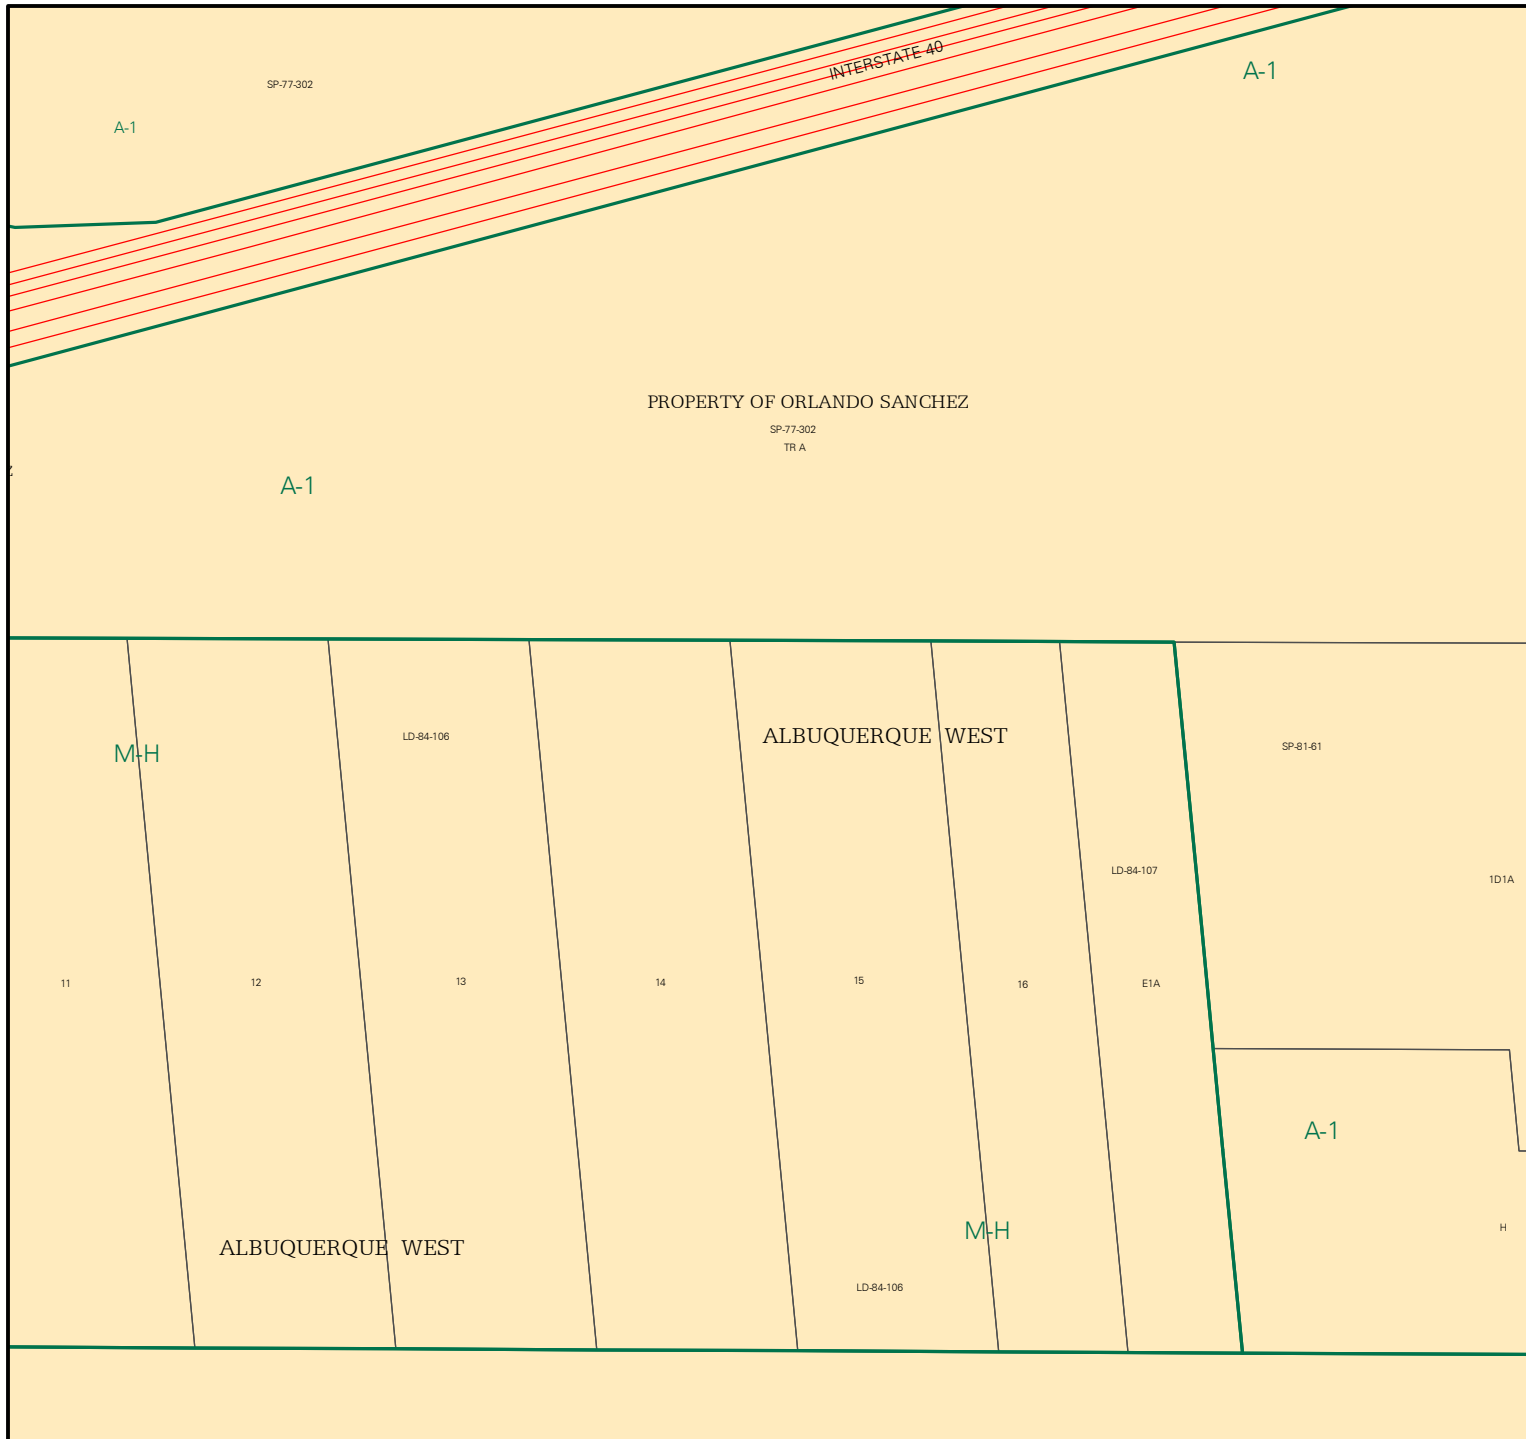 INTERSTATE 40
A-1
SP-77-302
A-1
PROPERTY OF ORLANDO SANCHEZ
SP-77-302
TR A
Z
A-1
ALBUQUERQUE WEST
LD-84-106
M-H
SP-81-61
LD-84-107
1D1A
11
12
13
14
15
16
E1A
A-1
H
M-H
ALBUQUERQUE WEST
LD-84-106